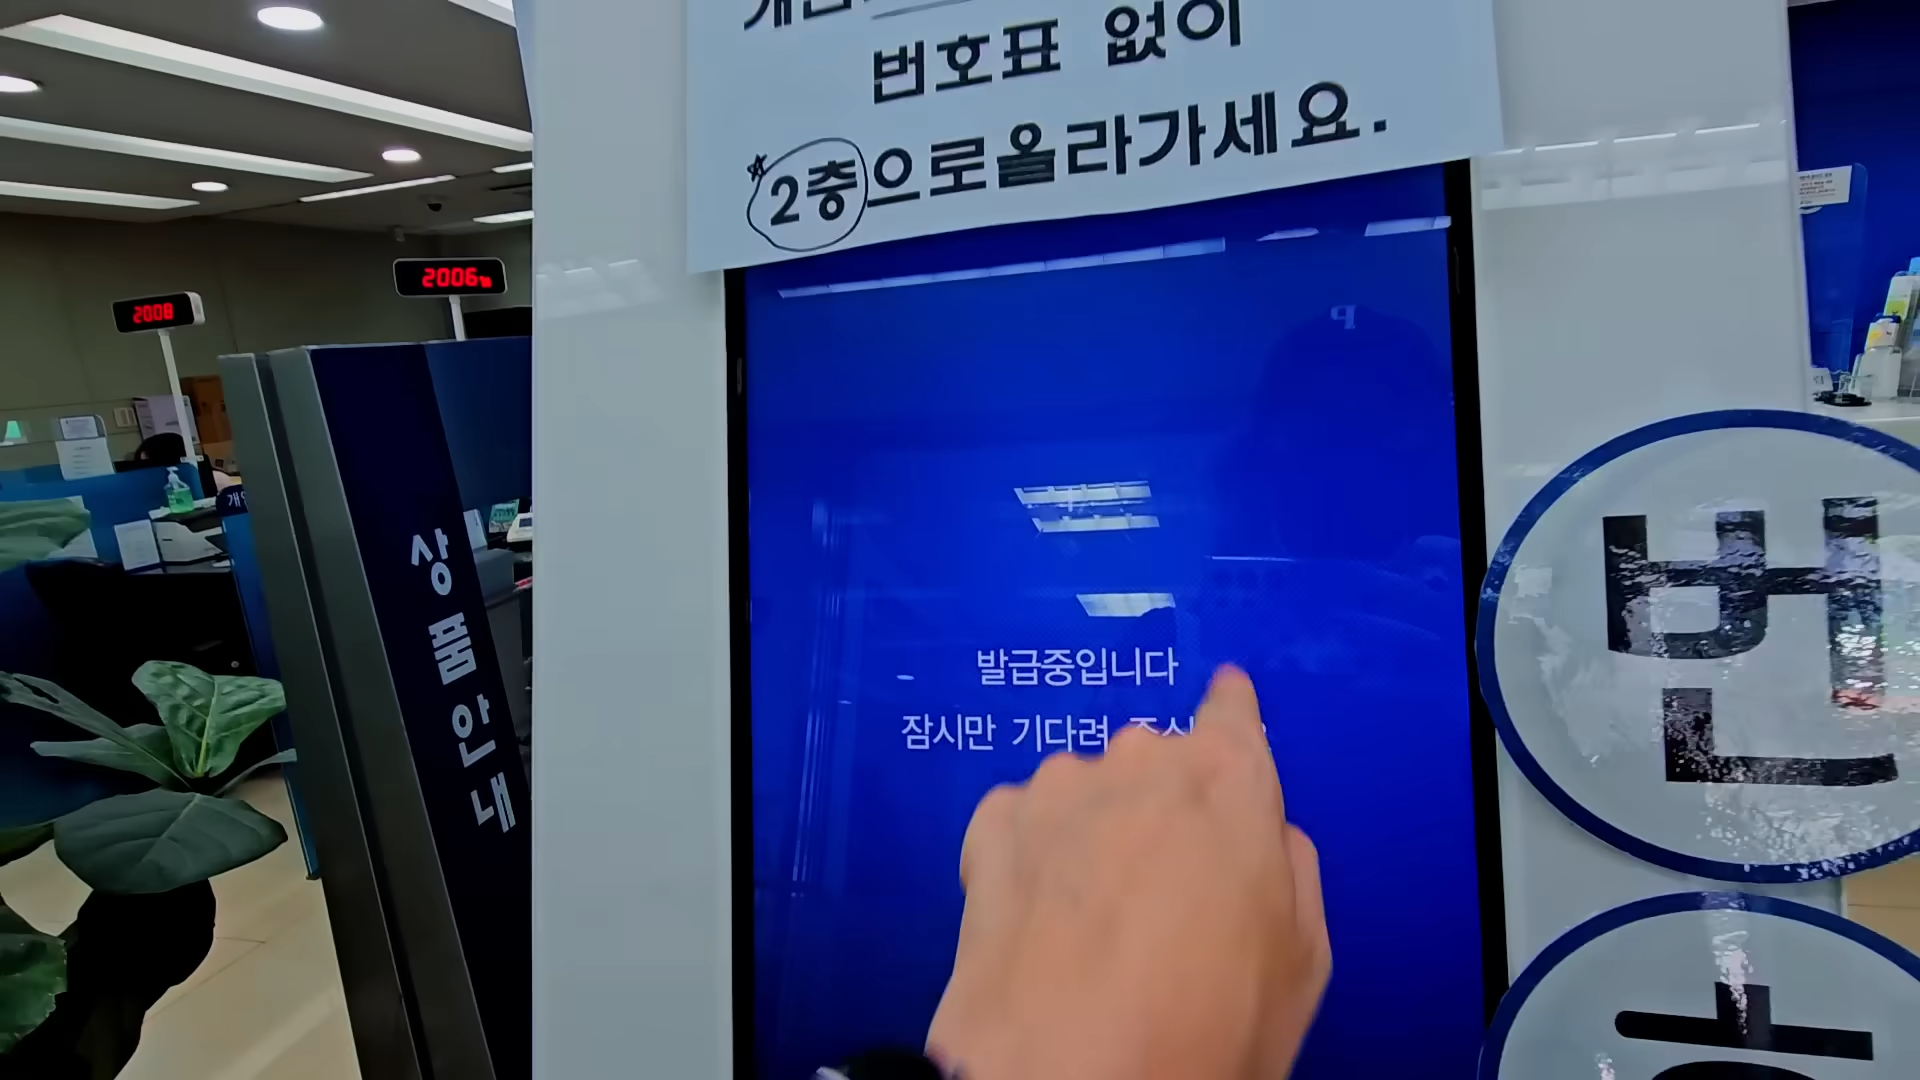 번호표 없이
2층으로올라가세요.
2006
2008
상품안내
발급중입니다
잠시만 기다려
번